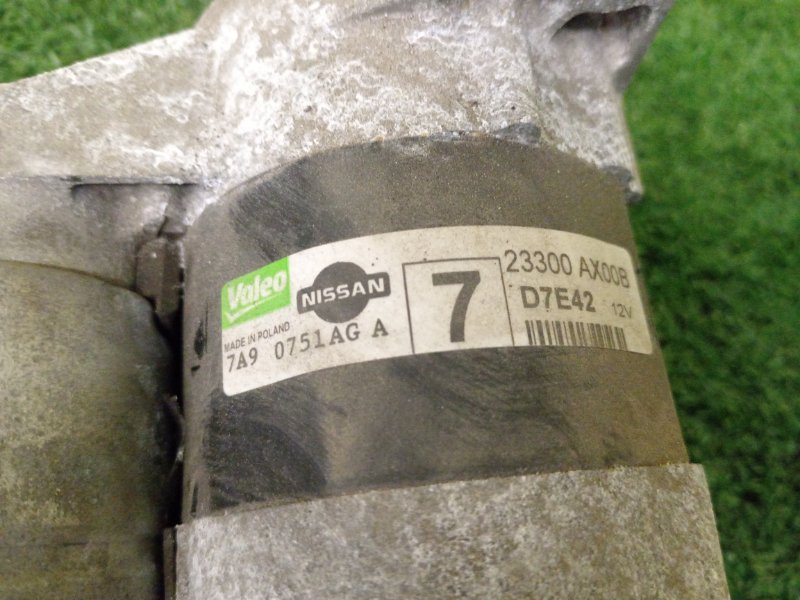 Valeo
NISSAN
7
23300 AX00B
D7E42 12V
MADE IN POLAND
7A9 0751AG A